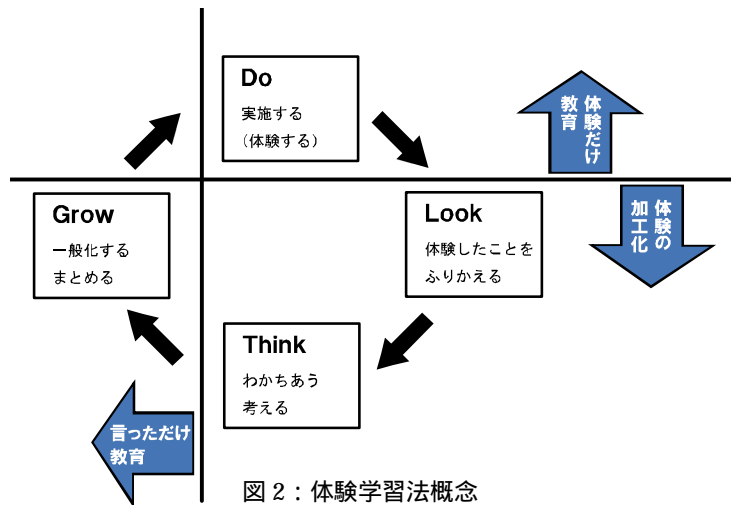 Do
実施する
(体験する)
体験だけ
教育
Grow
一般化する
まとめる
Look
体験したことを
ふりかえる
体験の
加工化
Think
わかちあう
考える
言っただけ
教育
図2:体験学習法概念